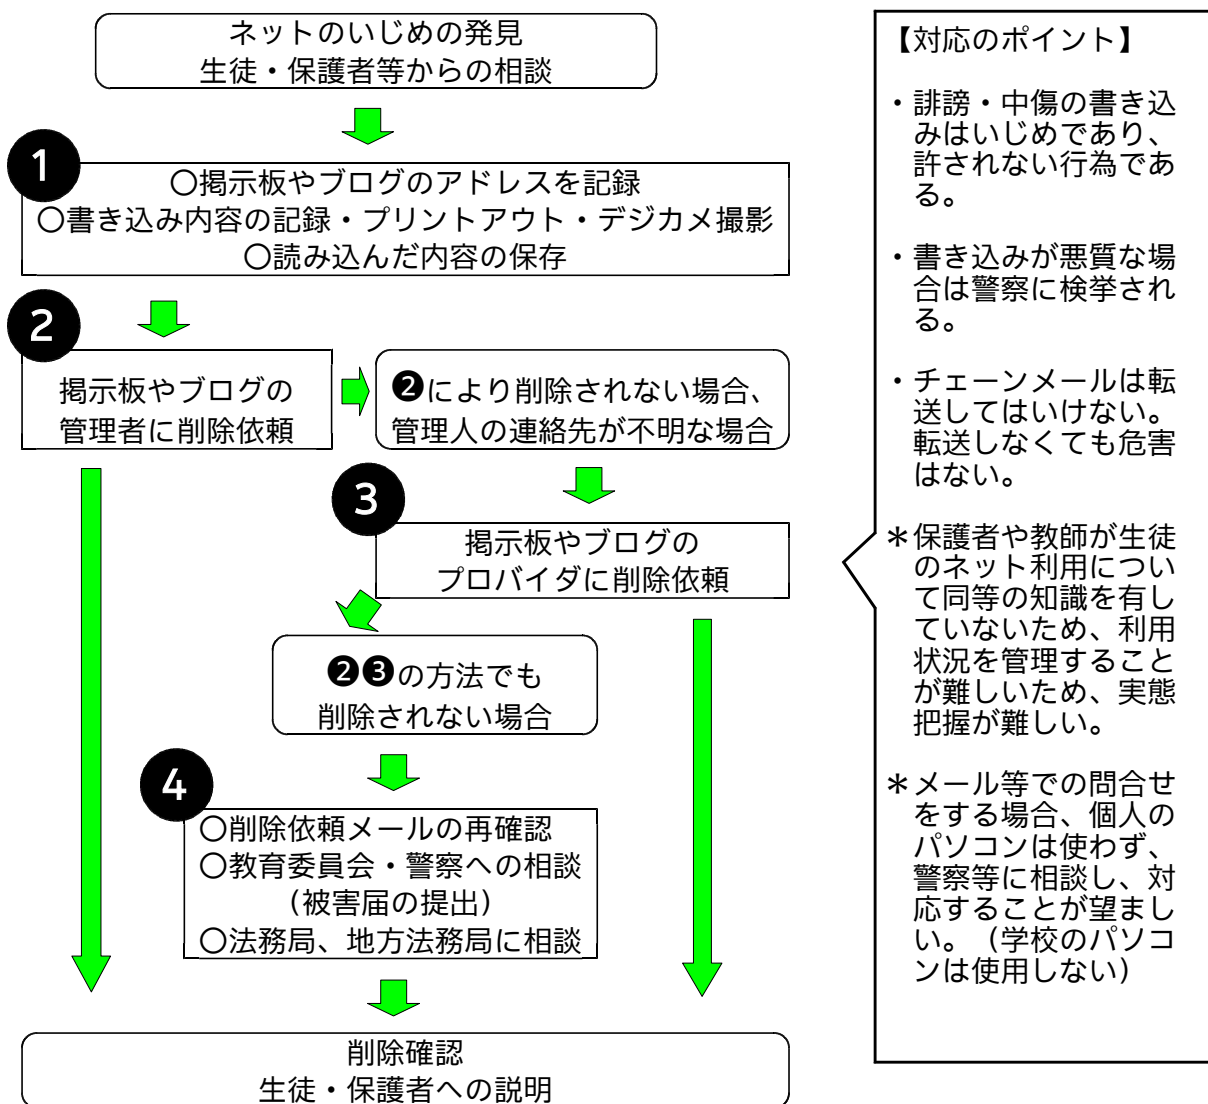 ネットのいじめの発見
生徒・保護者等からの相談
1
○掲示板やブログのアドレスを記録
○書き込み内容の記録・プリントアウト・デジカメ撮影
○読み込んだ内容の保存
2
掲示板やブログの
管理者に削除依頼
❷により削除されない場合、
管理人の連絡先が不明な場合
3
掲示板やブログの
プロバイダに削除依頼
❷❸の方法でも
削除されない場合
4
○削除依頼メールの再確認
○教育委員会・警察への相談
（被害届の提出）
○法務局、地方法務局に相談
削除確認
生徒・保護者への説明
【対応のポイント】
・誹謗・中傷の書き込
みはいじめであり、
許されない行為であ
る。
・書き込みが悪質な場
合は警察に検挙され
る。
・チェーンメールは転
送してはいけない。
転送しなくても危害
はない。
＊保護者や教師が生徒
のネット利用につい
て同等の知識を有し
ていないため、利用
状況を管理すること
が難しいため、実態
把握が難しい。
＊メール等での問合せ
をする場合、個人の
パソコンは使わず、
警察等に相談し、対
応することが望まし
い。（学校のパソコ
ンは使用しない）